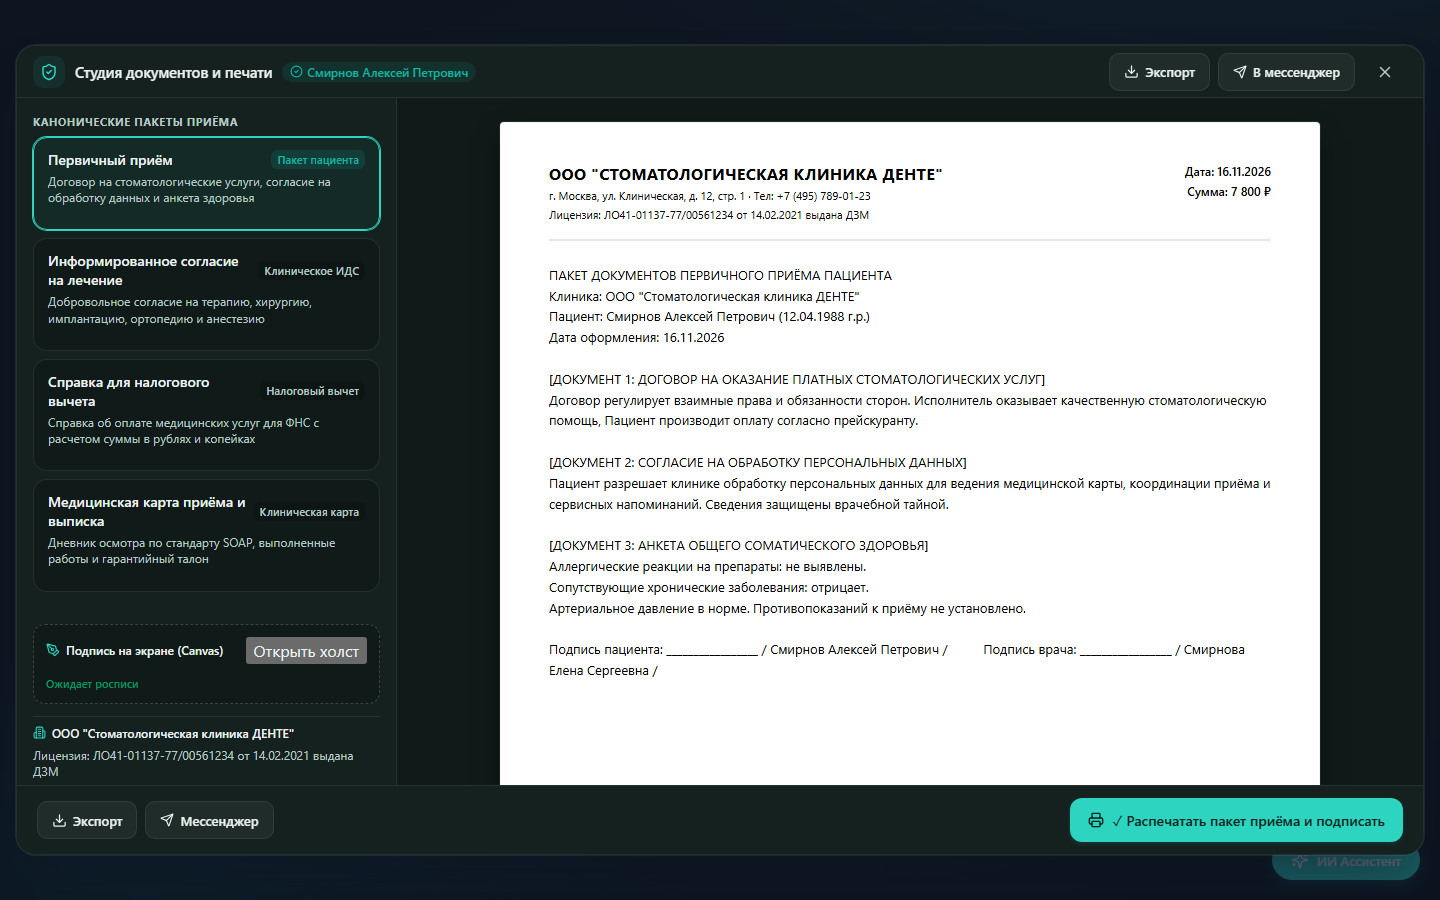 Студия документов и печати
Смирнов Алексей Петрович
Экспорт
В мессенджер
КАНОНИЧЕСКИЕ ПАКЕТЫ ПРИЁМА
Первичный приём
Пакет пациента
Договор на стоматологические услуги, согласие на
обработку данных и анкета здоровья
Информированное согласие
на лечение
Клиническое ИДС
Добровольное согласие на терапию, хирургию,
имплантацию, ортопедию и анестезию
Справка для налогового
вычета
Налоговый вычет
Справка об оплате медицинских услуг для ФНС с
расчетом суммы в рублях и копейках
Медицинская карта приёма и
выписка
Клиническая карта
Дневник осмотра по стандарту SOAP, выполненные
работы и гарантийный талон
Подпись на экране (Canvas)
Открыть холст
Ожидает росписи
ООО "Стоматологическая клиника ДЕНТЕ"
Лицензия: ЛО41-01137-77/00561234 от 14.02.2021 выдана
ДЗМ
ООО "СТОМАТОЛОГИЧЕСКАЯ КЛИНИКА ДЕНТЕ"
г. Москва, ул. Клиническая, д. 12, стр. 1 · Тел: +7 (495) 789-01-23
Лицензия: ЛО41-01137-77/00561234 от 14.02.2021 выдана ДЗМ
Дата: 16.11.2026
Сумма: 7 800 ₽
ПАКЕТ ДОКУМЕНТОВ ПЕРВИЧНОГО ПРИЁМА ПАЦИЕНТА
Клиника: ООО "Стоматологическая клиника ДЕНТЕ"
Пациент: Смирнов Алексей Петрович (12.04.1988 г.р.)
Дата оформления: 16.11.2026
[ДОКУМЕНТ 1: ДОГОВОР НА ОКАЗАНИЕ ПЛАТНЫХ СТОМАТОЛОГИЧЕСКИХ УСЛУГ]
Договор регулирует взаимные права и обязанности сторон. Исполнитель оказывает качественную стоматологическую
помощь, Пациент производит оплату согласно прейскуранту.
[ДОКУМЕНТ 2: СОГЛАСИЕ НА ОБРАБОТКУ ПЕРСОНАЛЬНЫХ ДАННЫХ]
Пациент разрешает клинике обработку персональных данных для ведения медицинской карты, координации приёма и
сервисных напоминаний. Сведения защищены врачебной тайной.
[ДОКУМЕНТ 3: АНКЕТА ОБЩЕГО СОМАТИЧЕСКОГО ЗДОРОВЬЯ]
Аллергические реакции на препараты: не выявлены.
Сопутствующие хронические заболевания: отрицает.
Артериальное давление в норме. Противопоказаний к приёму не установлено.
Подпись пациента: ________________ / Смирнов Алексей Петрович / Подпись врача: ________________ / Смирнова
Елена Сергеевна /
Экспорт
Мессенджер
✓ Распечатать пакет приёма и подписать
ИИ Ассистент